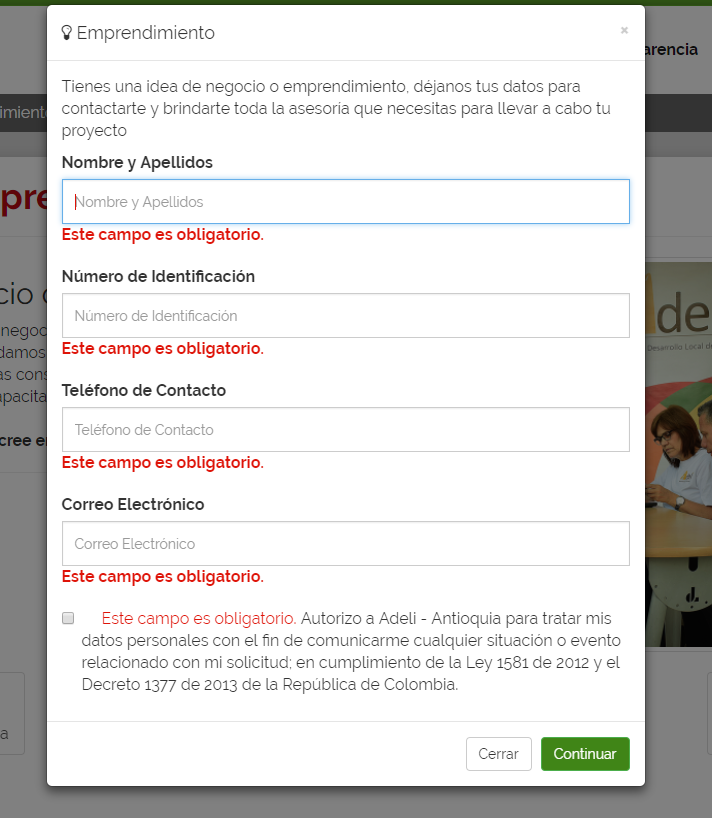 Emprendimiento
×
arencia
Tienes una idea de negocio o emprendimiento, déjanos tus datos para
contactarte y brindarte toda la asesoría que necesitas para llevar a cabo tu
proyecto
Nombre y Apellidos
Nombre y Apellidos
Este campo es obligatorio.
Número de Identificación
Número de Identificación
Este campo es obligatorio.
Teléfono de Contacto
Teléfono de Contacto
Este campo es obligatorio.
Correo Electrónico
Correo Electrónico
Este campo es obligatorio.
Este campo es obligatorio. Autorizo a Adeli - Antioquia para tratar mis
datos personales con el fin de comunicarme cualquier situación o evento
relacionado con mi solicitud; en cumplimiento de la Ley 1581 de 2012 y el
Decreto 1377 de 2013 de la República de Colombia.
Cerrar
Continuar
imiento
pre
cio
negoc
damos
as cons
apacita
cree e
a
de
Desarrollo Local de